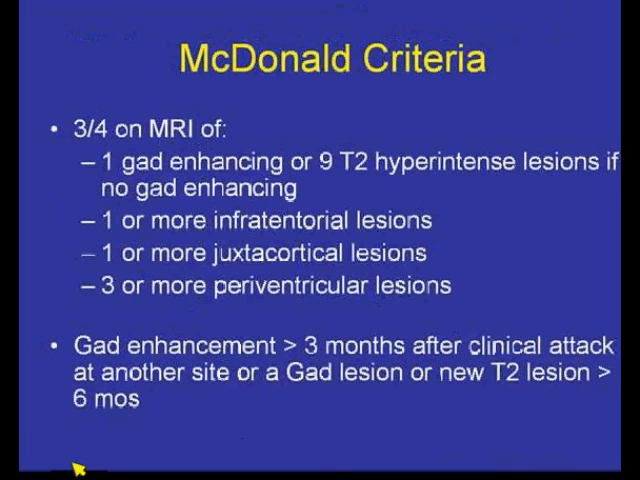 McDonald Criteria
• 3/4 on MRI of:
– 1 gad enhancing or 9 T2 hyperintense lesions if
no gad enhancing
– 1 or more infratentorial lesions
– 1 or more juxtacortical lesions
– 3 or more periventricular lesions
• Gad enhancement > 3 months after clinical attack
at another site or a Gad lesion or new T2 lesion >
6 mos